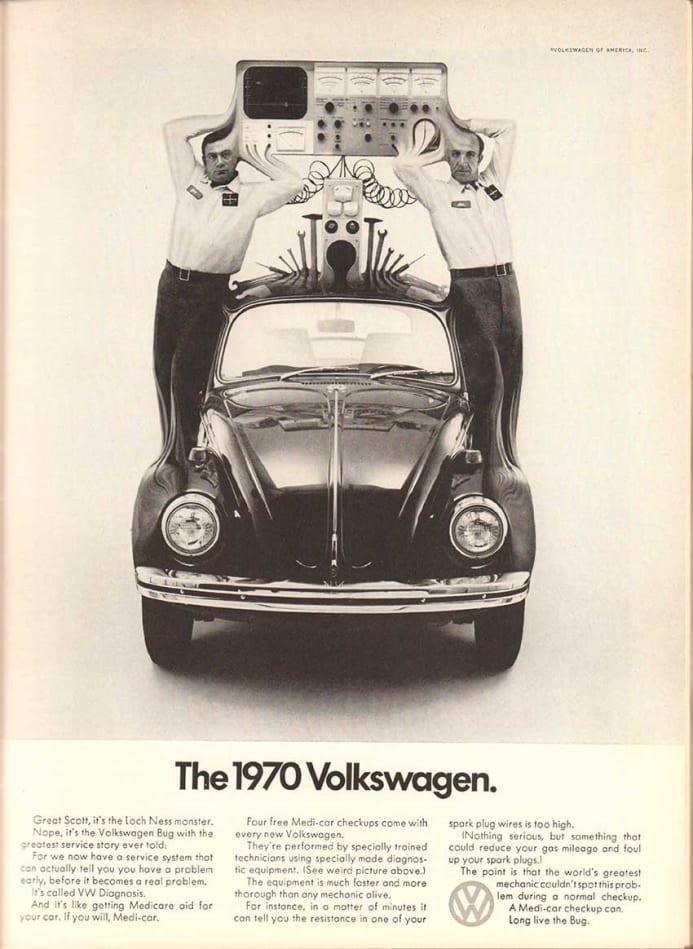 *VOLKSWAGEN OF AMERICA, INC.
The 1970 Volkswagen.
Great Scott, it's the Loch Ness monster.
Nope, it's the Volkswagen Bug with the
greatest service story ever told:
For we now have a service system that
can actually tell you you have a problem
early, before it becomes a real problem.
It's called VW Diagnosis.
And it's like getting Medicare aid for
your car. If you will, Medi-car.
Four free Medi-car checkups come with
every new Volkswagen.
They're performed by specially trained
technicians using specially made diagnos-
tic equipment. (See weird picture above.)
The equipment is much faster and more
thorough than any mechanic alive.
For instance, in a matter of minutes it
can tell you the resistance in one of your
spark plug wires is too high.
(Nothing serious, but something that
could reduce your gas mileage and foul
up your spark plugs.)
The point is that the world's greatest
mechanic couldn't spot this prob-
lem during a normal checkup.
A Medi-car checkup can.
Long live the Bug.
VW